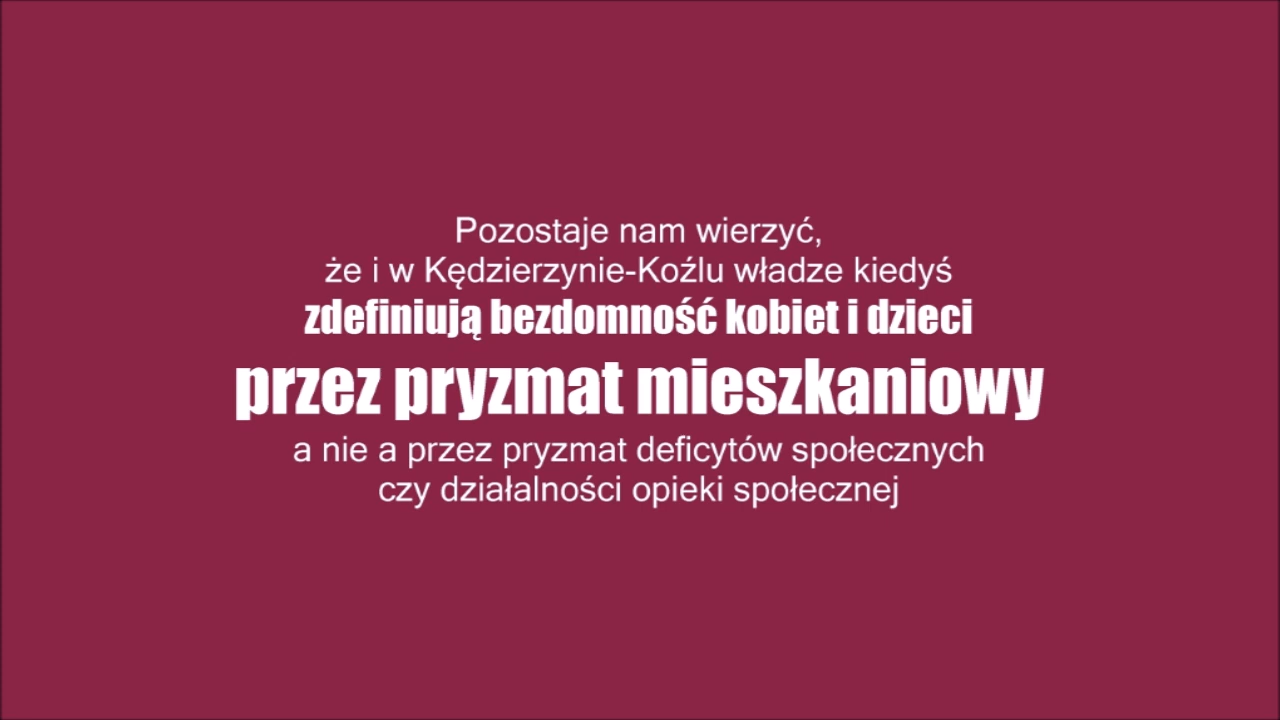 Pozostaje nam wierzyć,
że i w Kędzierzynie-Koźlu władze kiedyś
zdefiniują bezdomność kobiet i dzieci
przez pryzmat mieszkaniowy
a nie a przez pryzmat deficytów społecznych
czy działalności opieki społecznej